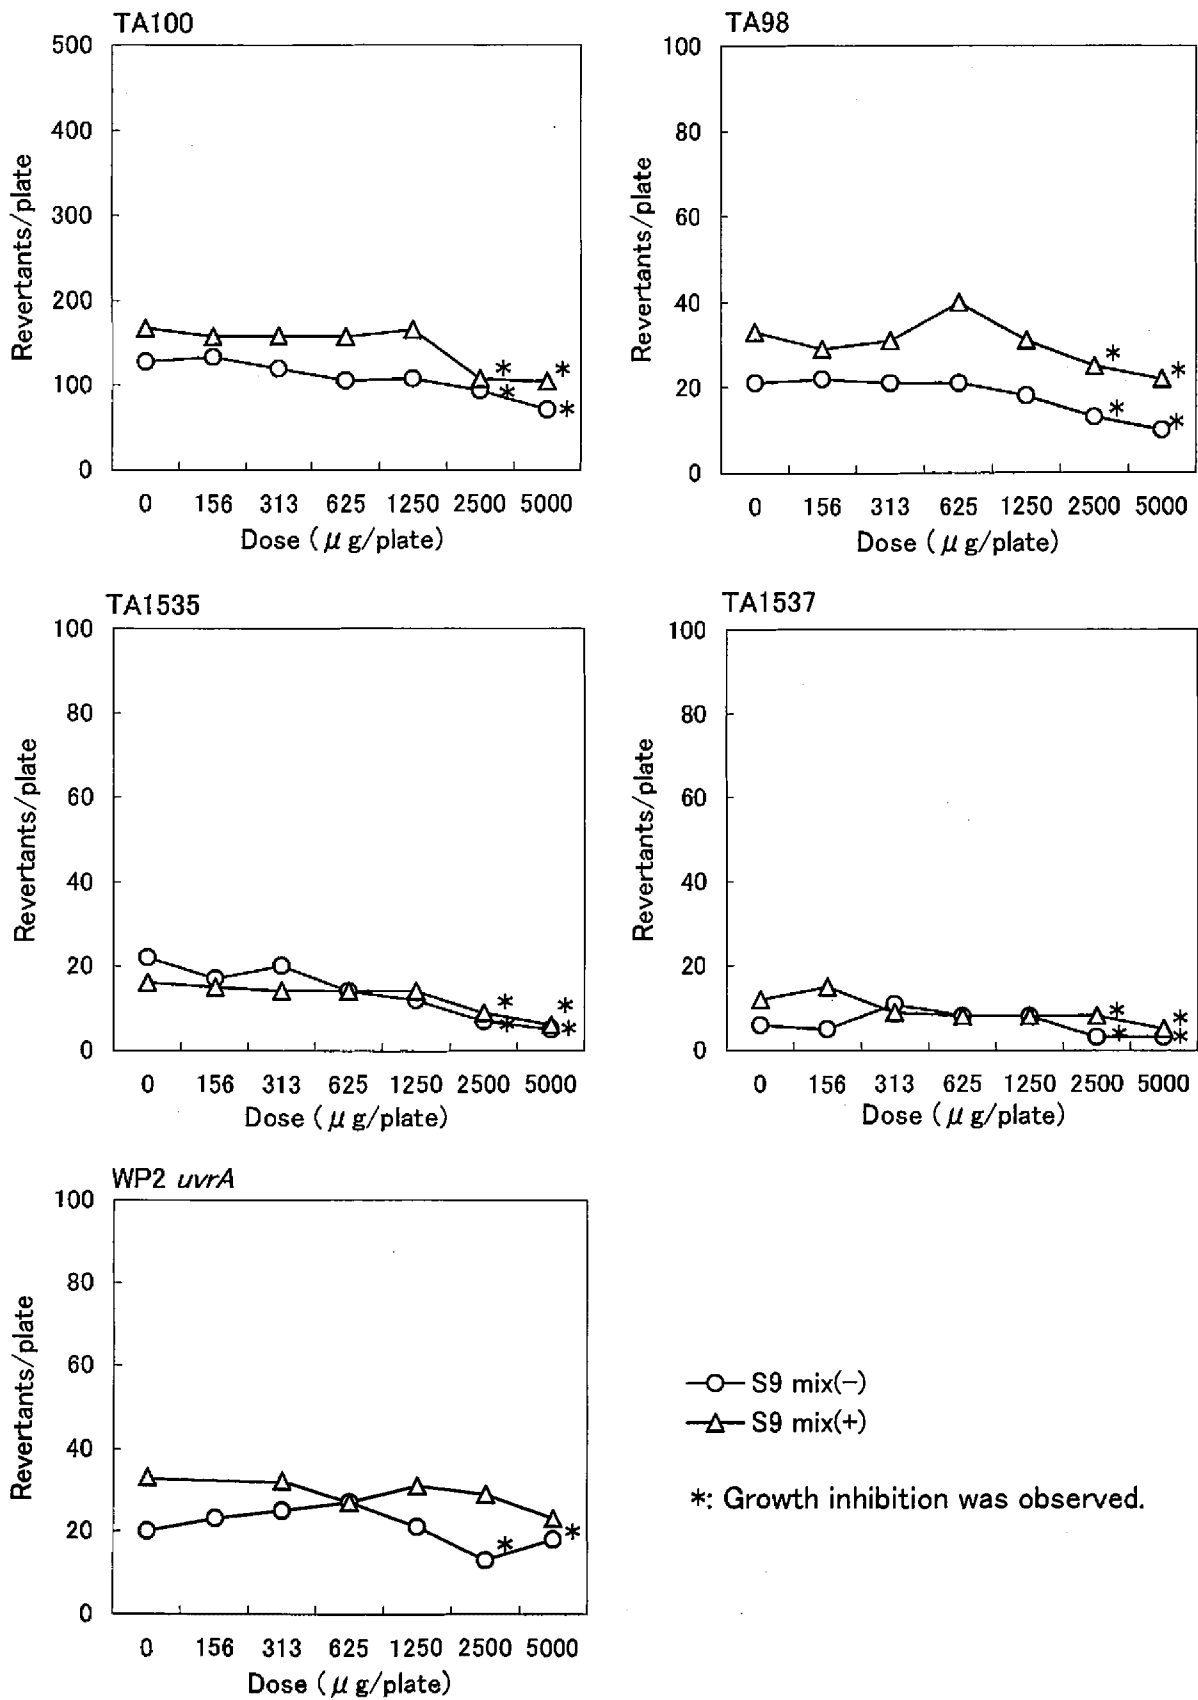 TA100
500
400
300
200
100
0
Revertants/plate
* *
* *
0 156 313 625 1250 2500 5000
Dose ( μ g/plate)
TA98
100
80
60
40
20
0
Revertants/plate
* *
* *
0 156 313 625 1250 2500 5000
Dose ( μ g/plate)
TA1535
100
80
60
40
20
0
Revertants/plate
* *
* *
0 156 313 625 1250 2500 5000
Dose ( μ g/plate)
TA1537
100
80
60
40
20
0
Revertants/plate
* *
* *
0 156 313 625 1250 2500 5000
Dose ( μ g/plate)
WP2 uvrA
100
80
60
40
20
0
Revertants/plate
* *
0 156 313 625 1250 2500 5000
Dose ( μ g/plate)
S9 mix(−)
S9 mix(+)
*: Growth inhibition was observed.